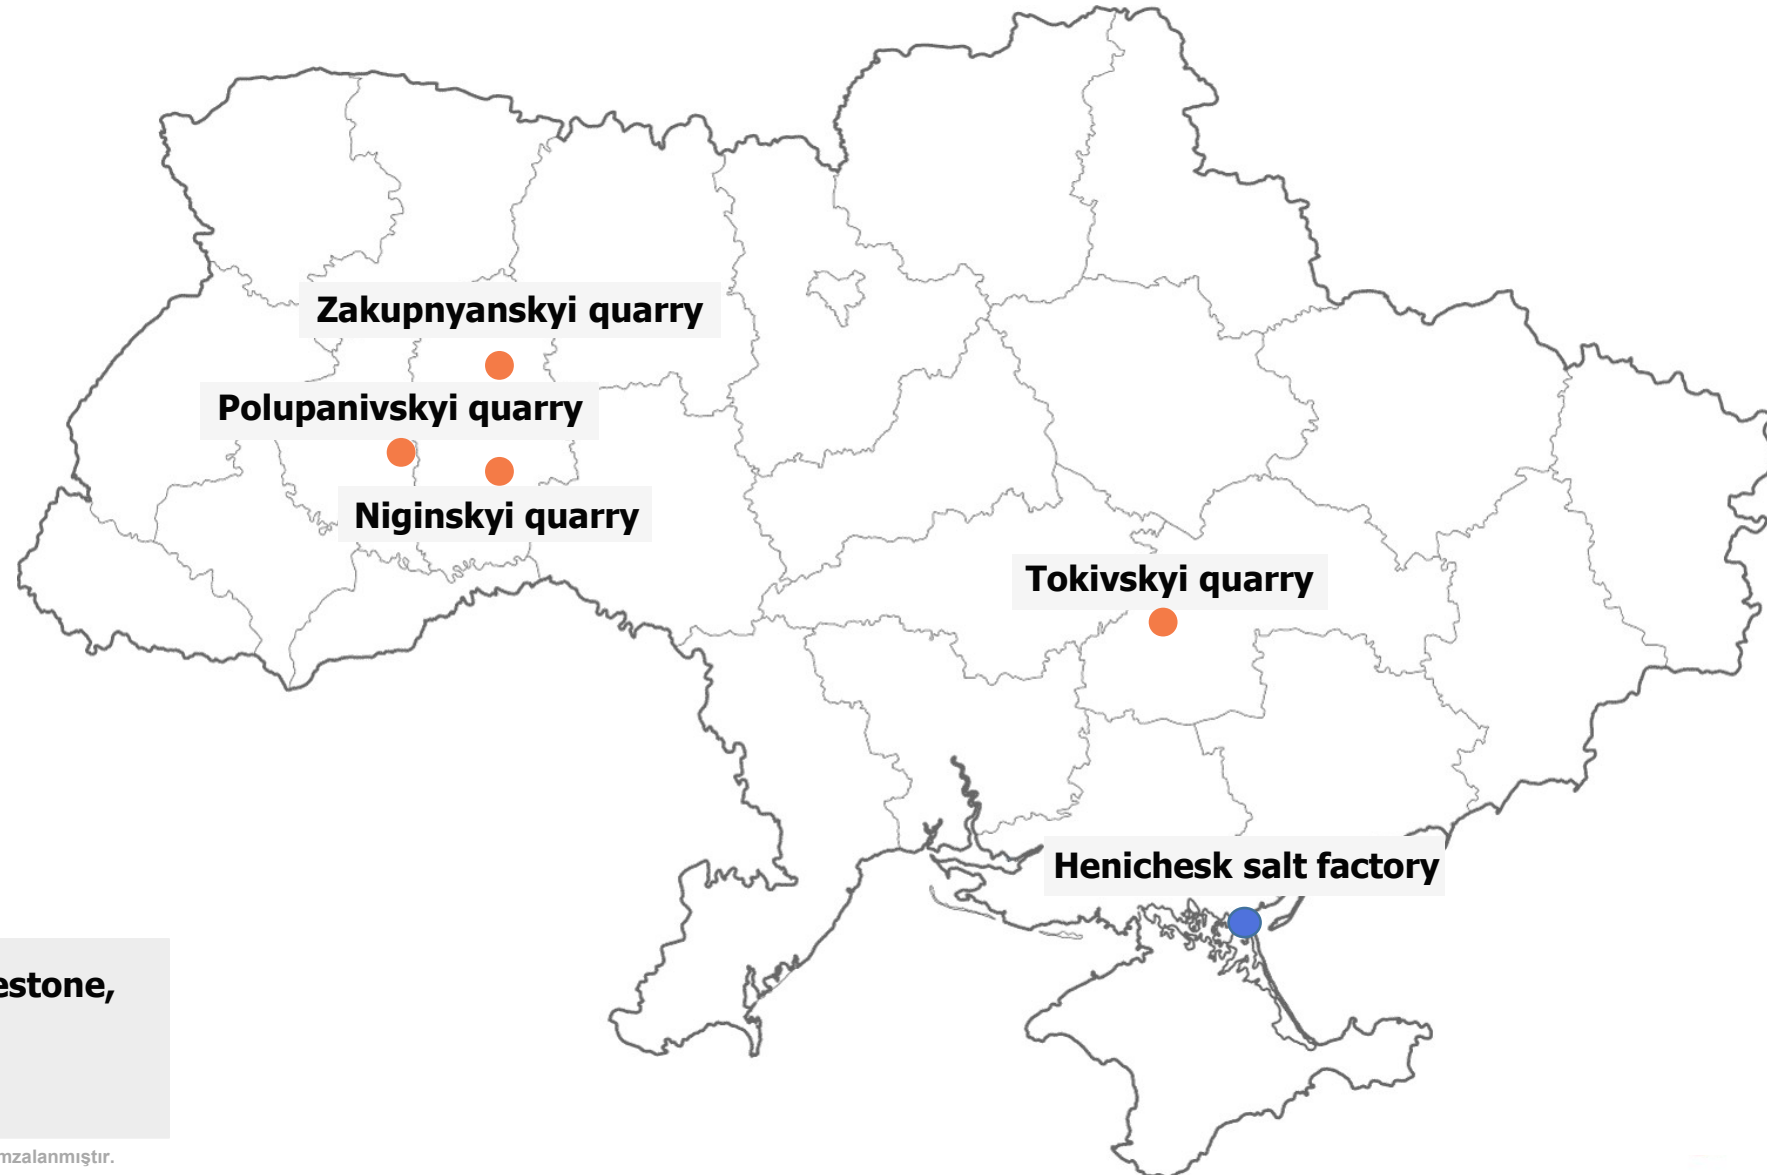 Zakupnyanskyi quarry
Polupanivskyi quarry
Niginskyi quarry
Tokivskyi quarry
Henichesk salt factory
estone,
mzalanmıştır.